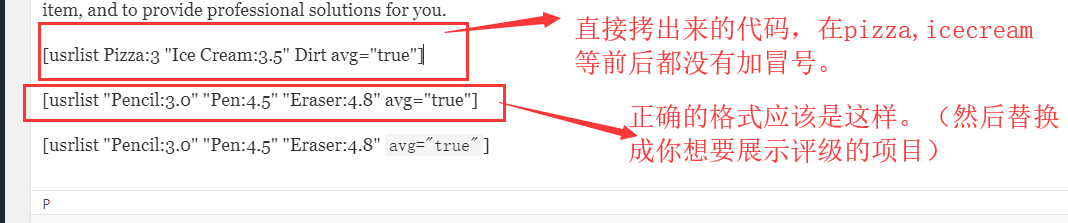 item, and to provide professional solutions for you.
直接拷出来的代码，在pizza,icecream
等前后都没有加冒号。
[usrlist Pizza:3 "Ice Cream:3.5" Dirt avg="true"]
[usrlist "Pencil:3.0" "Pen:4.5" "Eraser:4.8" avg="true"]
正确的格式应该是这样。（然后替换
成你想要展示评级的项目）
[usrlist "Pencil:3.0" "Pen:4.5" "Eraser:4.8" avg="true" ]
P